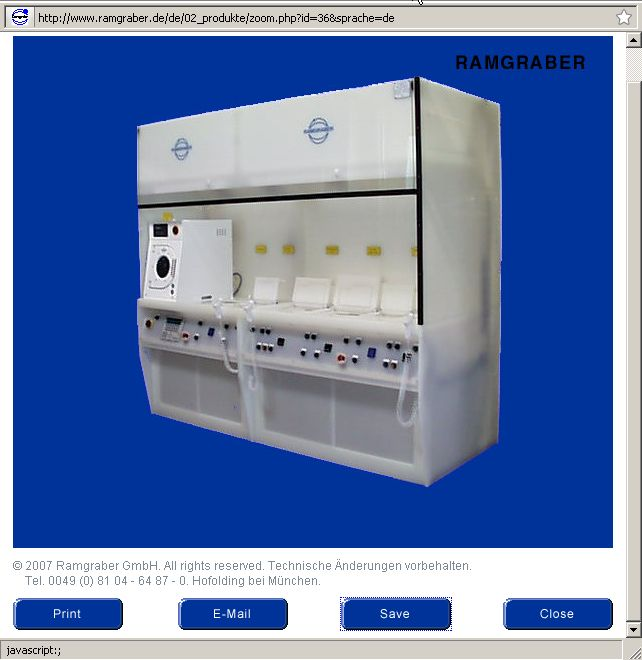 http://www.ramgraber.de/de/02_produkte/zoom.php?id=36&sprache=de
RAMGRABER
© 2007 Ramgraber GmbH. All rights reserved. Technische Änderungen vorbehalten.
Tel. 0049 (0) 81 04 - 64 87 - 0. Hofolding bei München.
Print E-Mail Save Close
javascript:;